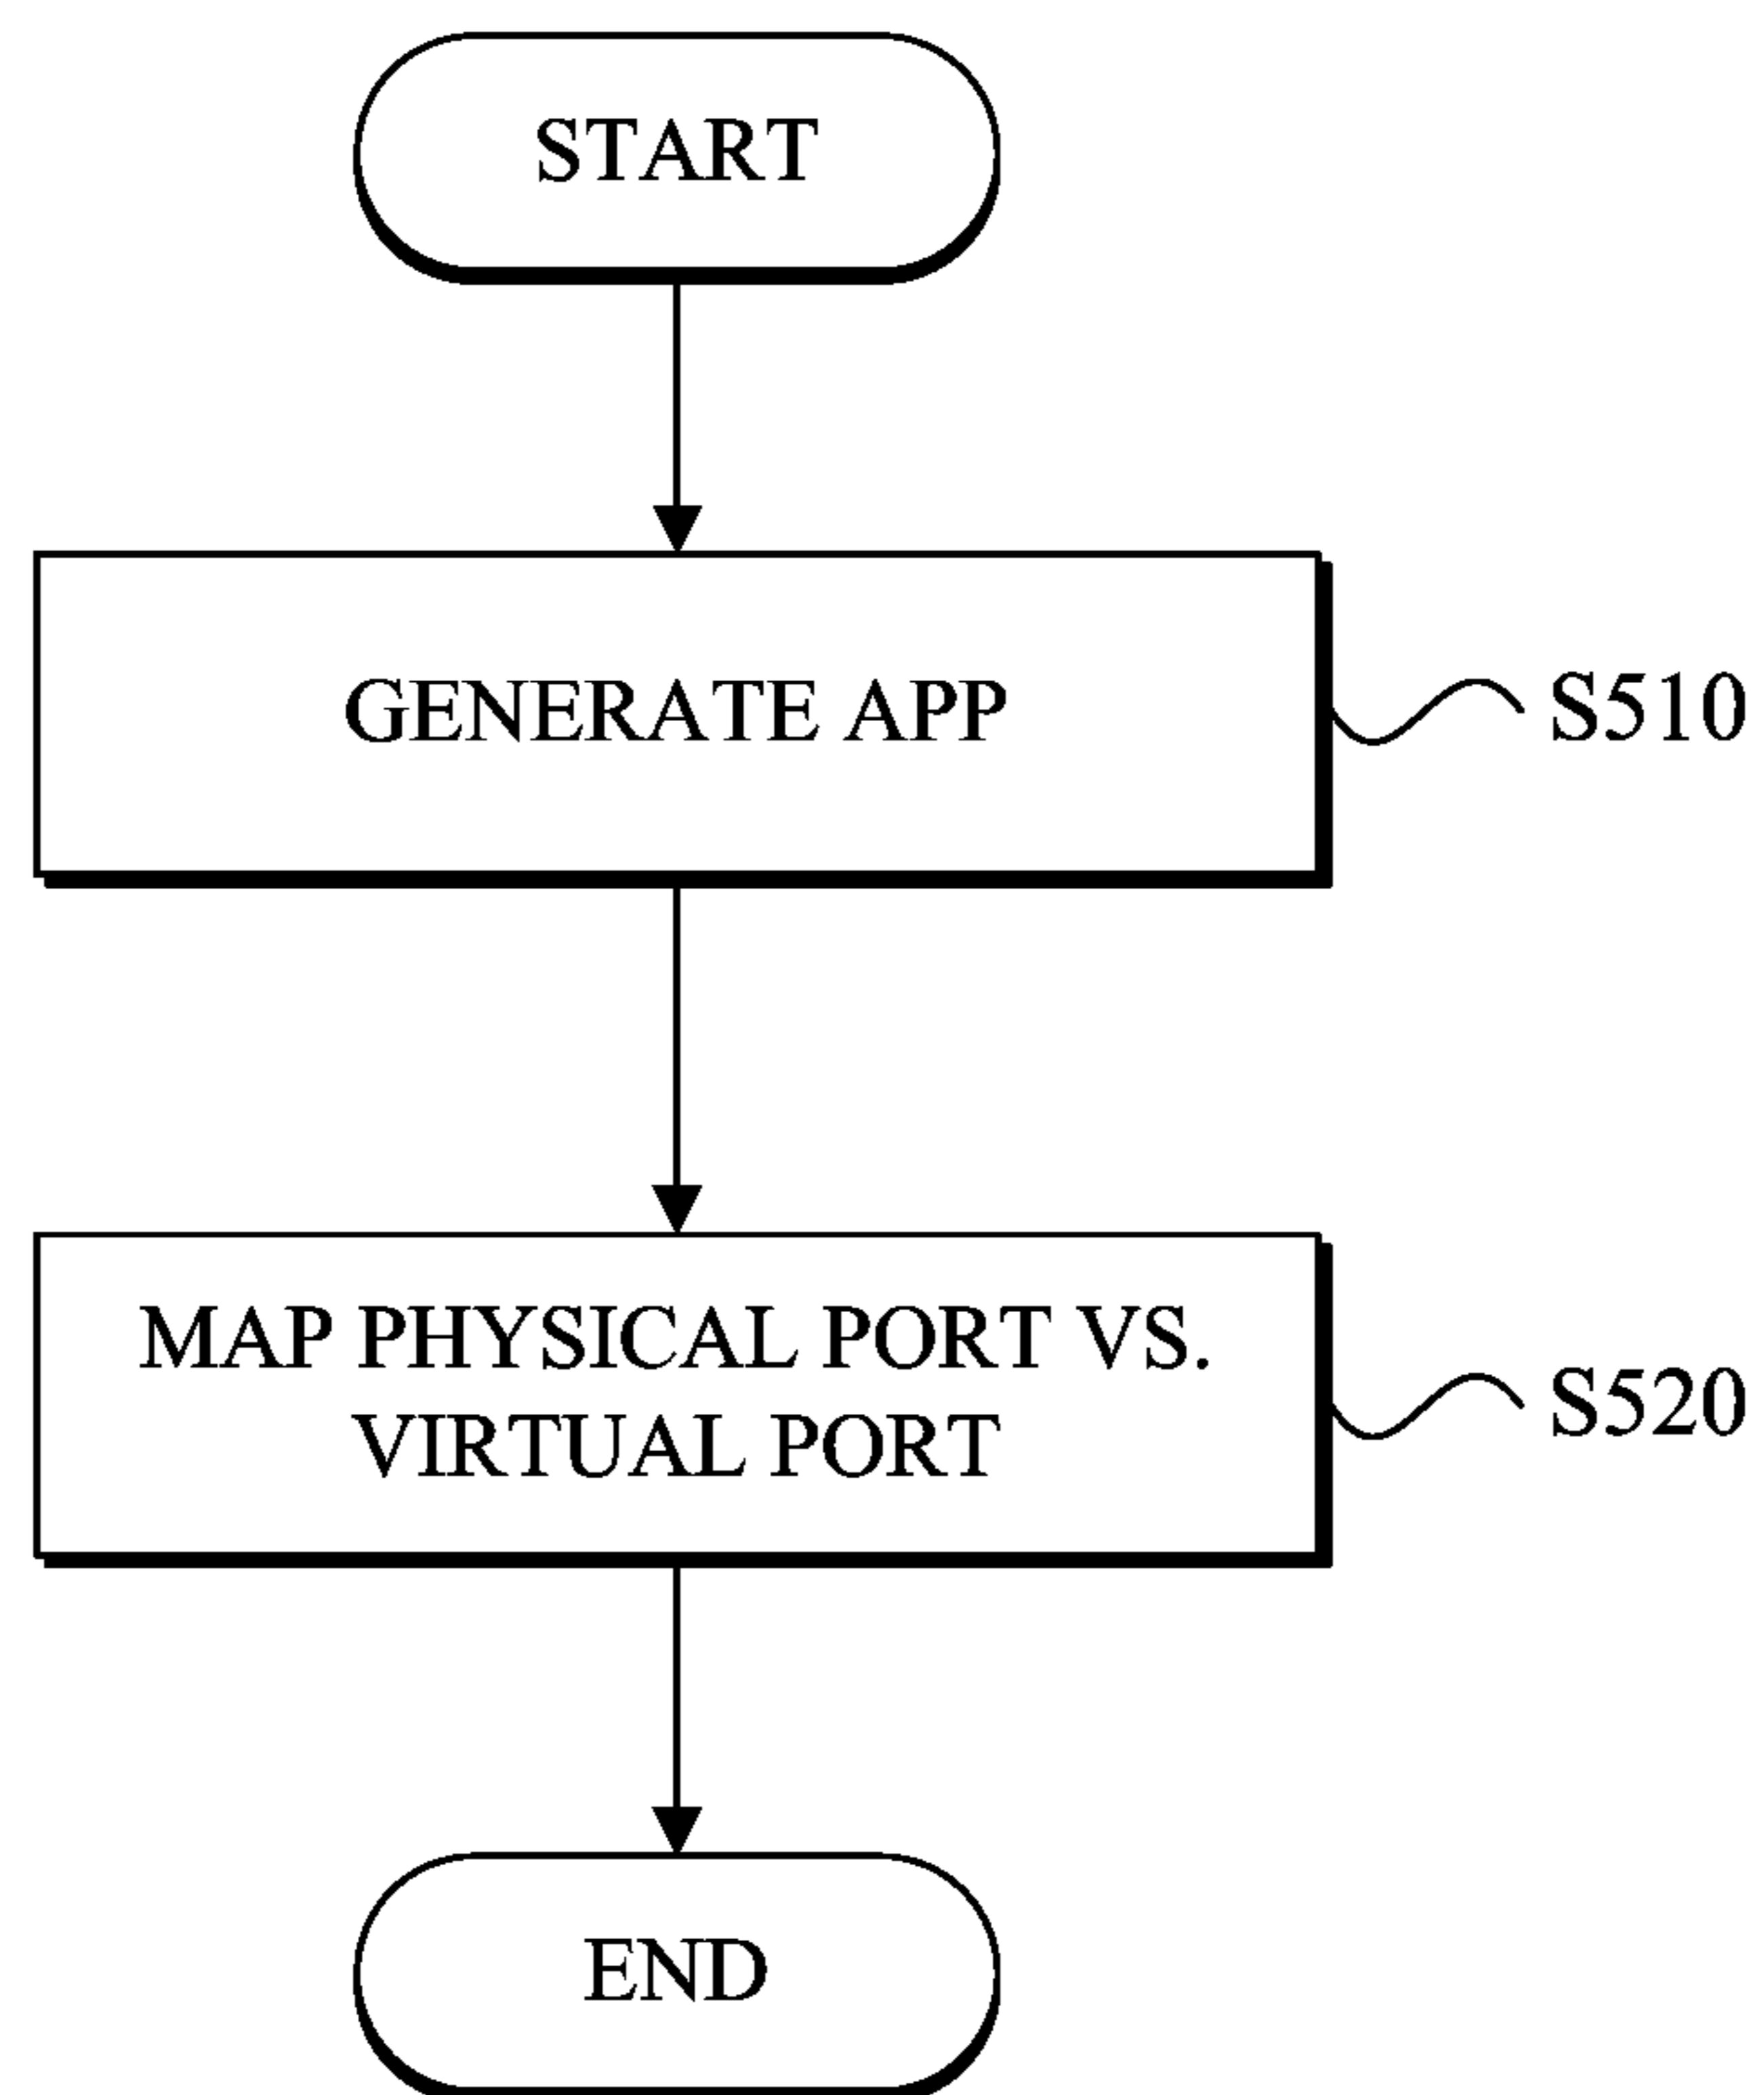 START
GENERATE APP
S510
MAP PHYSICAL PORT VS.
VIRTUAL PORT
S520
END